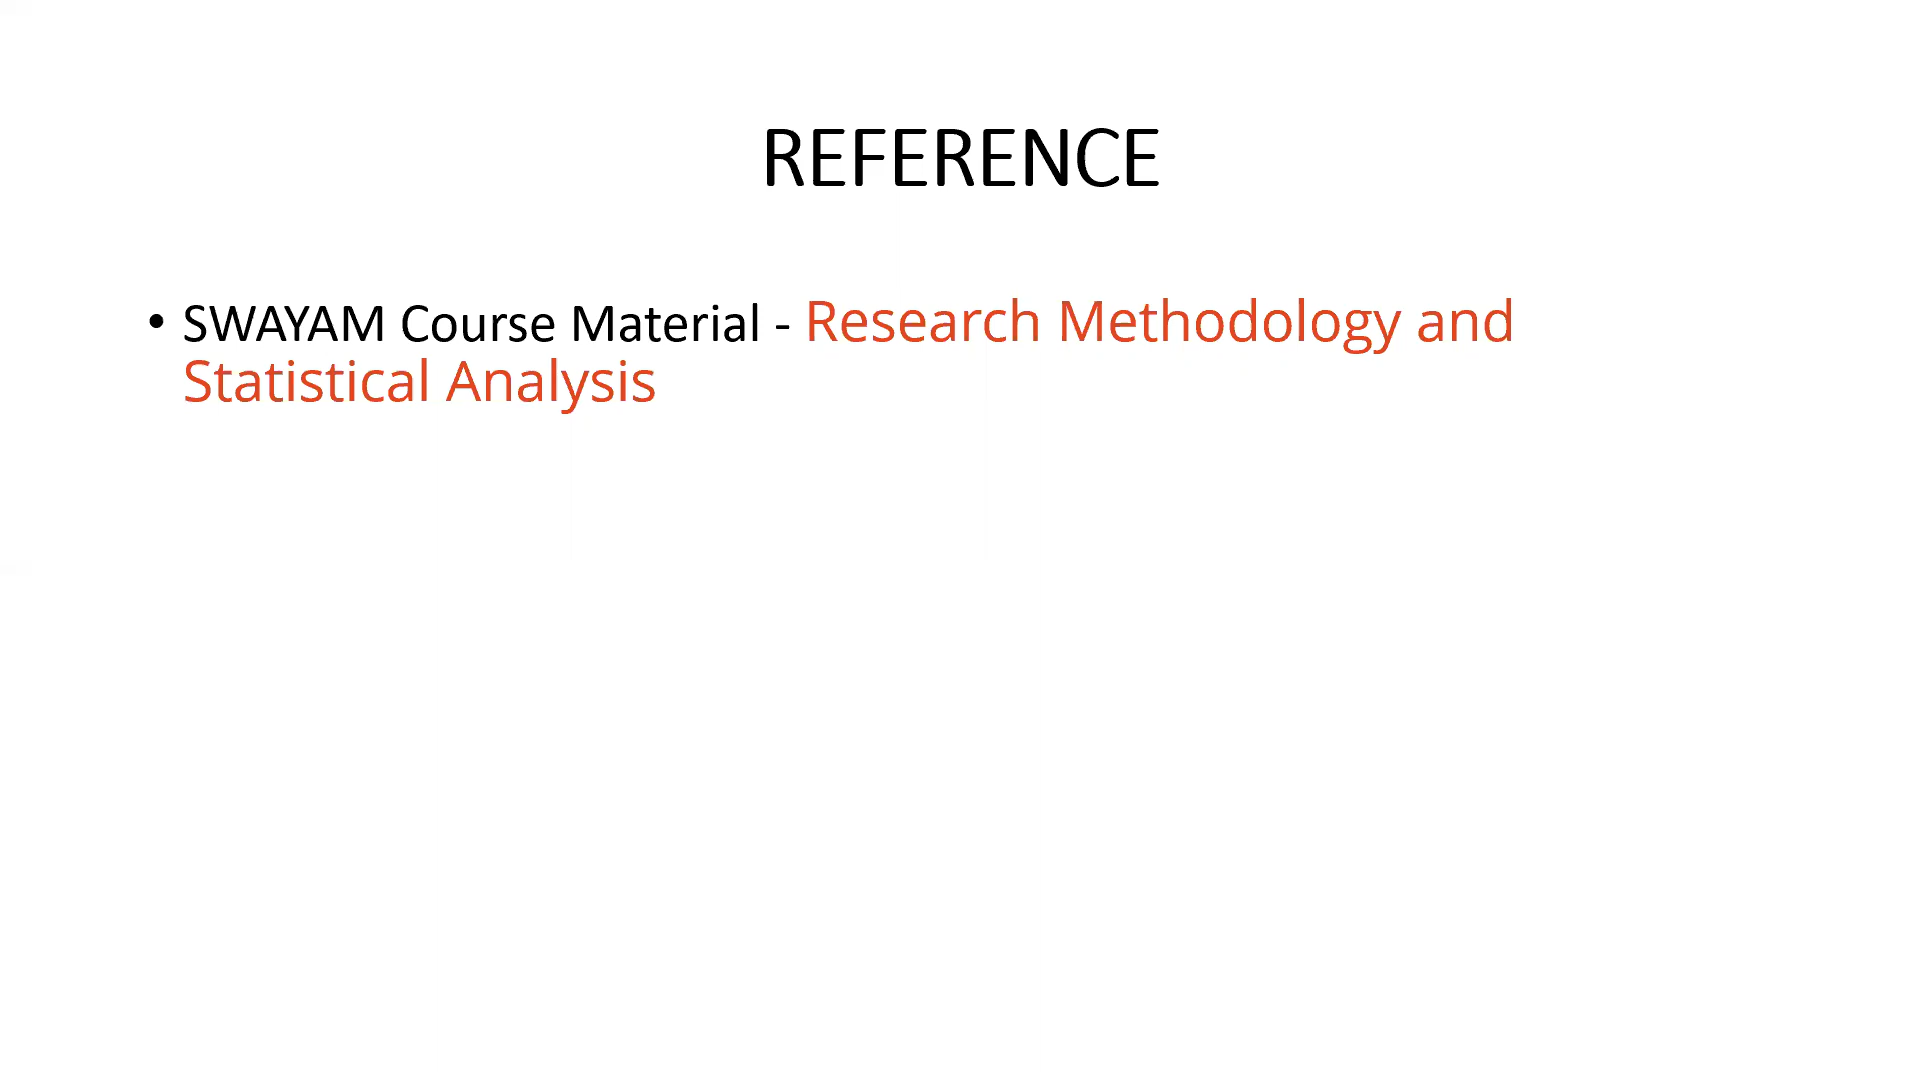 REFERENCE
• SWAYAM Course Material - Research Methodology and
Statistical Analysis